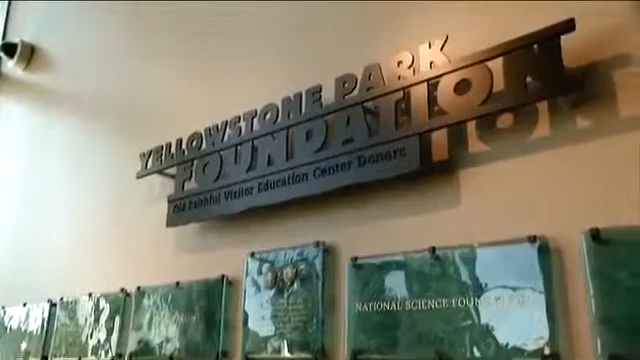 YELLOWSTONE PARK
FOUNDATION
Old Faithful Visitor Education Center Donors
NATIONAL SCIENCE FOUNDATION